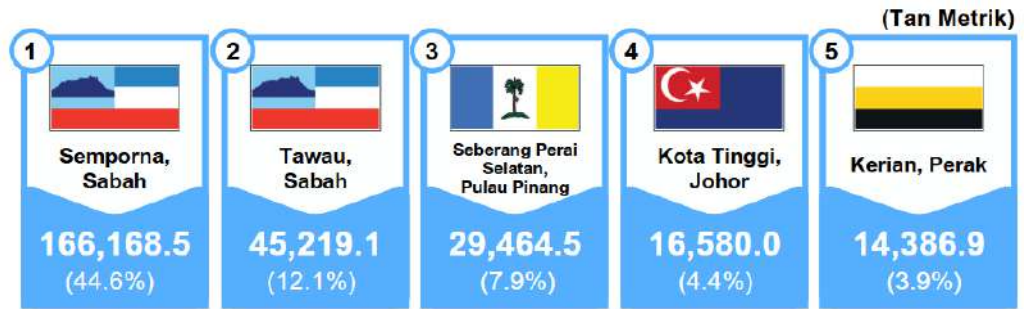 (Tan Metrik)
1
Semporna,
Sabah
166,168.5
(44.6%)
2
Tawau,
Sabah
45,219.1
(12.1%)
3
Seberang Perai
Selatan,
Pulau Pinang
29,464.5
(7.9%)
4
Kota Tinggi,
Johor
16,580.0
(4.4%)
5
Kerian, Perak
14,386.9
(3.9%)